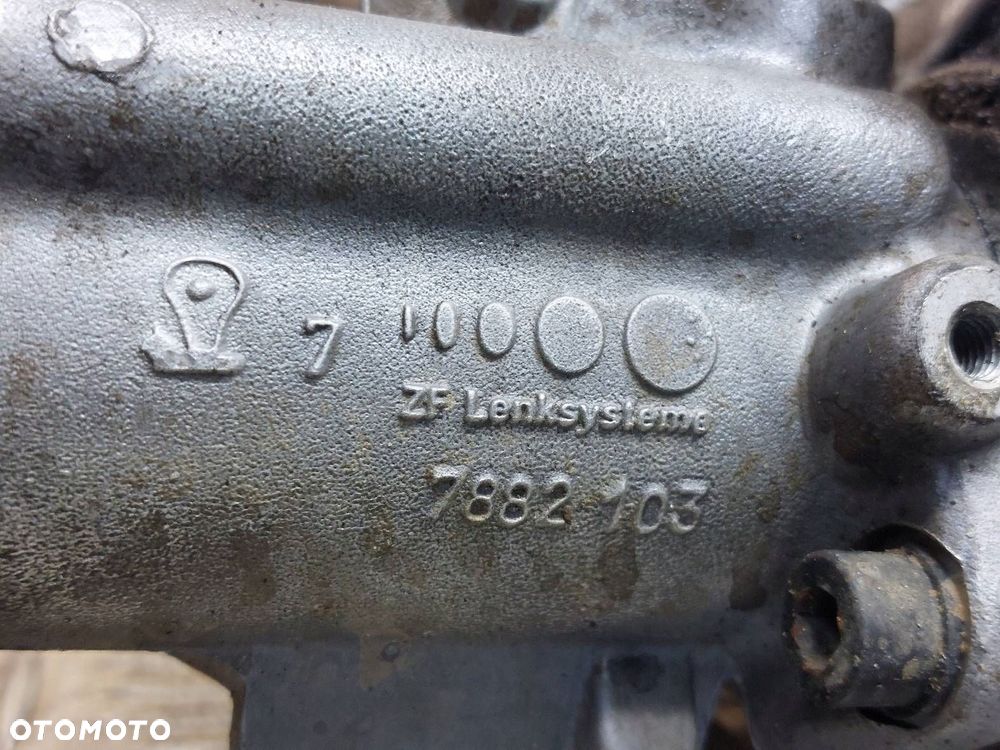 7
ZF Lenksysteme
7882 103
OTOMOTO